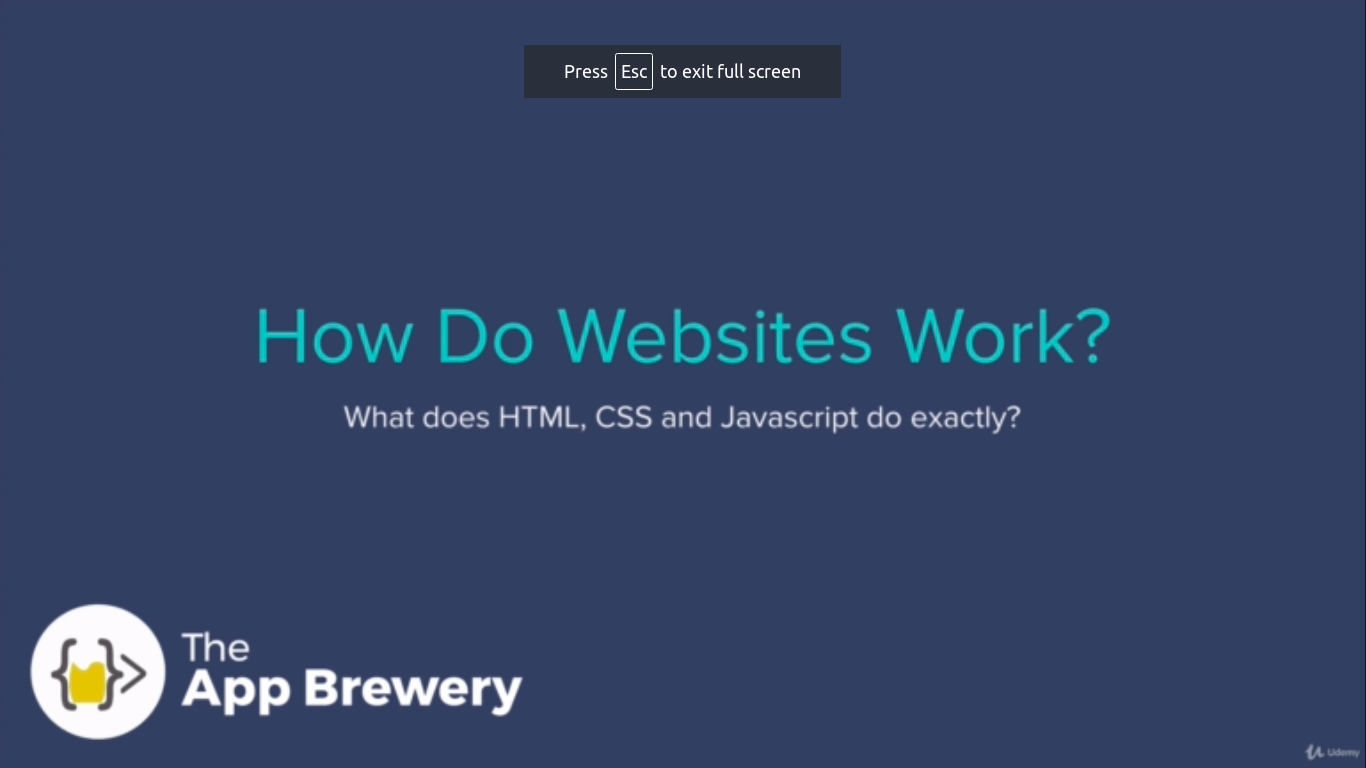 Press Esc to exit full screen
How Do Websites Work?
What does HTML, CSS and Javascript do exactly?
The
App Brewery
Udemy